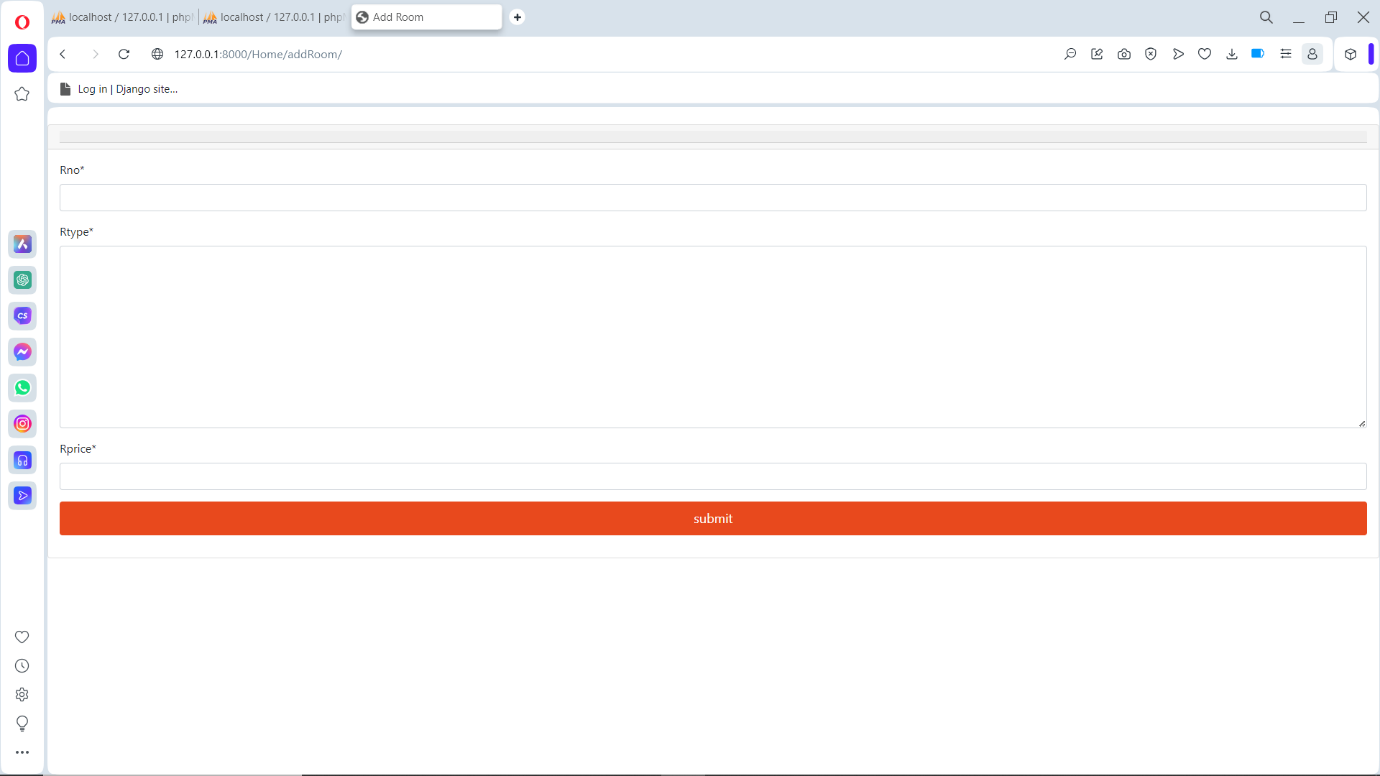 localhost / 127.0.0.1 | php
localhost / 127.0.0.1 | php
Add Room
127.0.0.1:8000/Home/addRoom/
Log in | Django site...
Rno*
Rtype*
Rprice*
submit